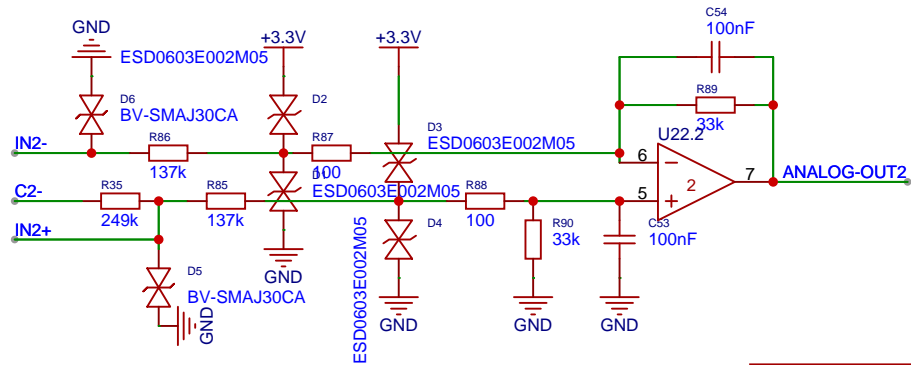 C54
100nF
GND
+3.3V
+3.3V
ESD0603E002M05
R89
33k
D6
BV-SMAJ30CA
D2
D3
ESD0603E002M05
U22.2
IN2-
R86
137k
R87
100
6
2
7
ANALOG-OUT2
C2-
R35
249k
R85
137k
ESD0603E002M05
R88
100
5
IN2+
D4
R90
33k
C53
100nF
D5
BV-SMAJ30CA
GND
GND
ESD0603E002M05
GND
GND
GND